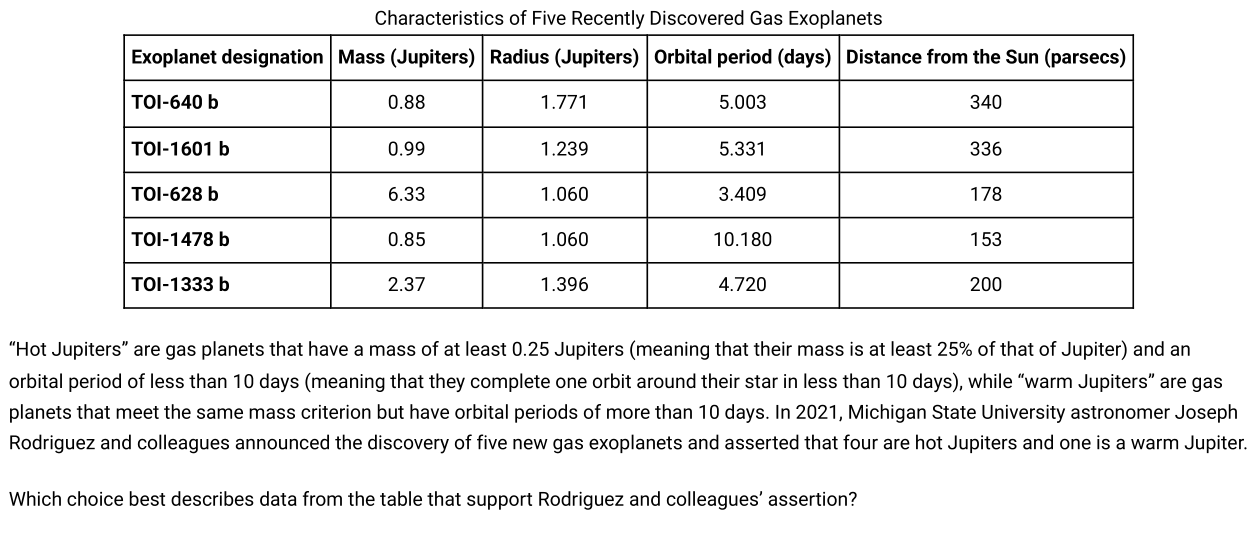 Characteristics of Five Recently Discovered Gas Exoplanets
Exoplanet designation Mass (Jupiters) Radius (Jupiters) Orbital period (days) Distance from the Sun (parsecs)
TOI-640 b 0.88 1.771 5.003 340
TOI-1601 b 0.99 1.239 5.331 336
TOI-628 b 6.33 1.060 3.409 178
TOI-1478 b 0.85 1.060 10.180 153
TOI-1333 b 2.37 1.396 4.720 200
“Hot Jupiters” are gas planets that have a mass of at least 0.25 Jupiters (meaning that their mass is at least 25% of that of Jupiter) and an
orbital period of less than 10 days (meaning that they complete one orbit around their star in less than 10 days), while “warm Jupiters” are gas
planets that meet the same mass criterion but have orbital periods of more than 10 days. In 2021, Michigan State University astronomer Joseph
Rodriguez and colleagues announced the discovery of five new gas exoplanets and asserted that four are hot Jupiters and one is a warm Jupiter.
Which choice best describes data from the table that support Rodriguez and colleagues’ assertion?